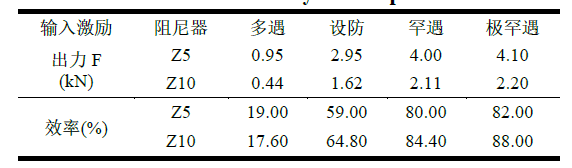 输入激励 阻尼器 多遇 设防 罕遇 极罕遇
出力 F Z5 0.95 2.95 4.00 4.10
(kN) Z10 0.44 1.62 2.11 2.20
效率(%) Z5 19.00 59.00 80.00 82.00
Z10 17.60 64.80 84.40 88.00